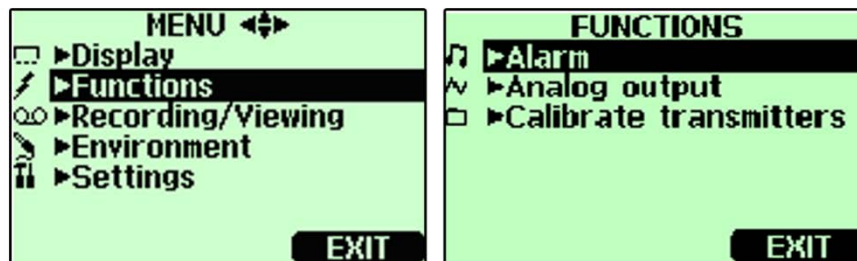 MENU
Display
Functions
Recording/Viewing
Environment
Settings
EXIT
FUNCTIONS
Alarm
Analog output
Calibrate transmitters
EXIT